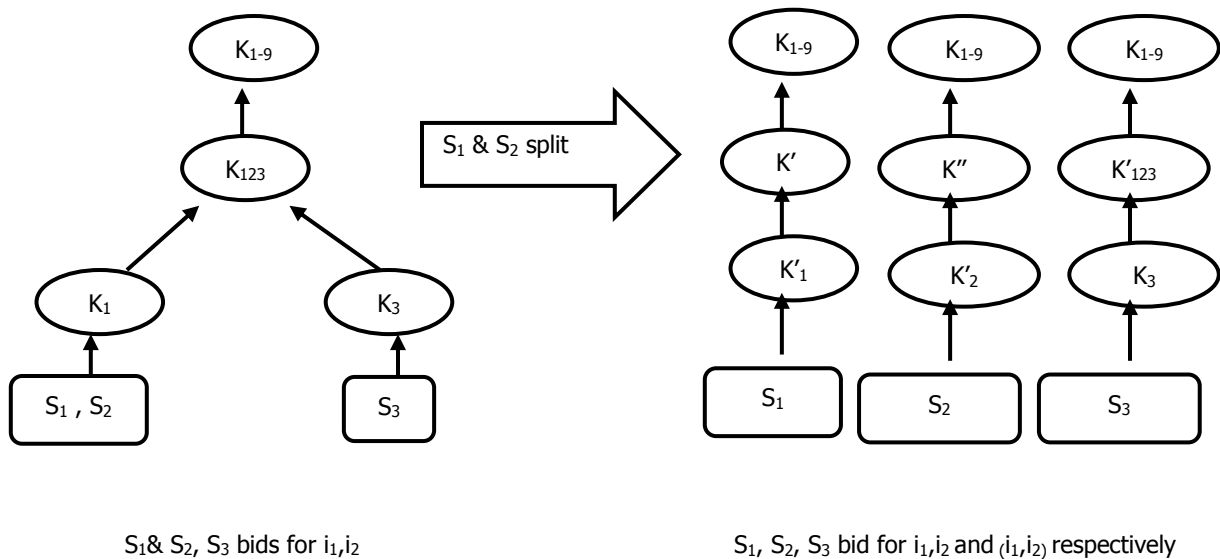 K₁₋₉
K₁₂₃
K₁
K₃
S₁ , S₂
S₃
S₁ & S₂ split
K₁₋₉ K₁₋₉ K₁₋₉
K' K'' K'₁₂₃
K'₁ K'₂ K₃
S₁ S₂ S₃
S₁& S₂, S₃ bids for i₁,i₂
S₁, S₂, S₃ bid for i₁,i₂ and (i₁,i₂) respectively